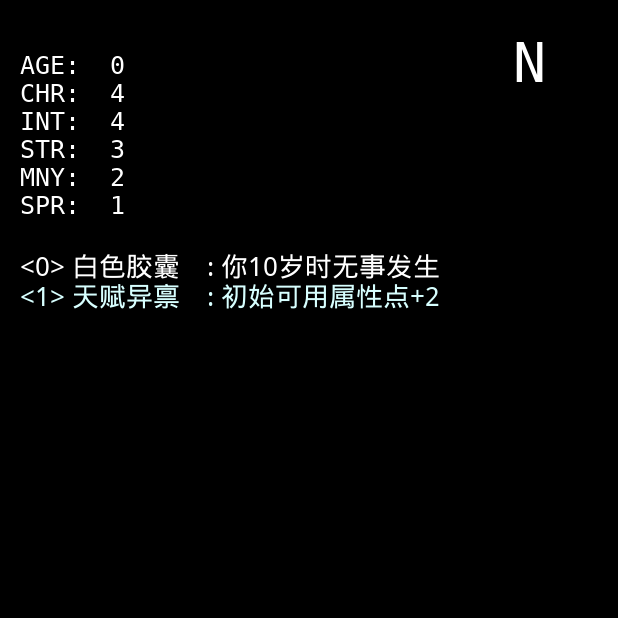 N
AGE: 0
CHR: 4
INT: 4
STR: 3
MNY: 2
SPR: 1
<0> 白色胶囊 : 你10岁时无事发生
<1> 天赋异禀 : 初始可用属性点+2